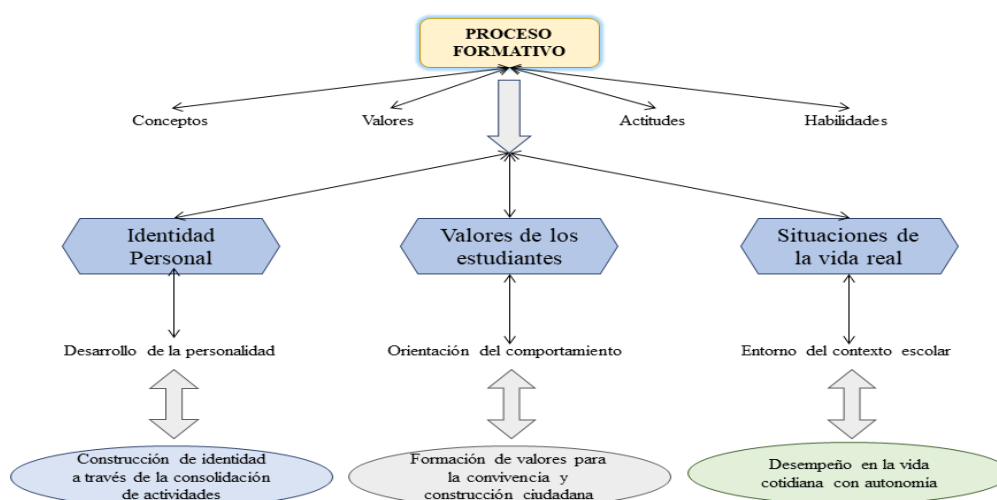 PROCESO
FORMATIVO
Conceptos
Valores
Actitudes
Habilidades
Identidad
Personal
Valores de los
estudiantes
Situaciones de
la vida real
Desarrollo de la personalidad
Orientación del comportamiento
Entorno del contexto escolar
Construcción de identidad
a través de la consolidación
de actividades
Formación de valores para
la convivencia y
construcción ciudadana
Desempeño en la vida
cotidiana con autonomía